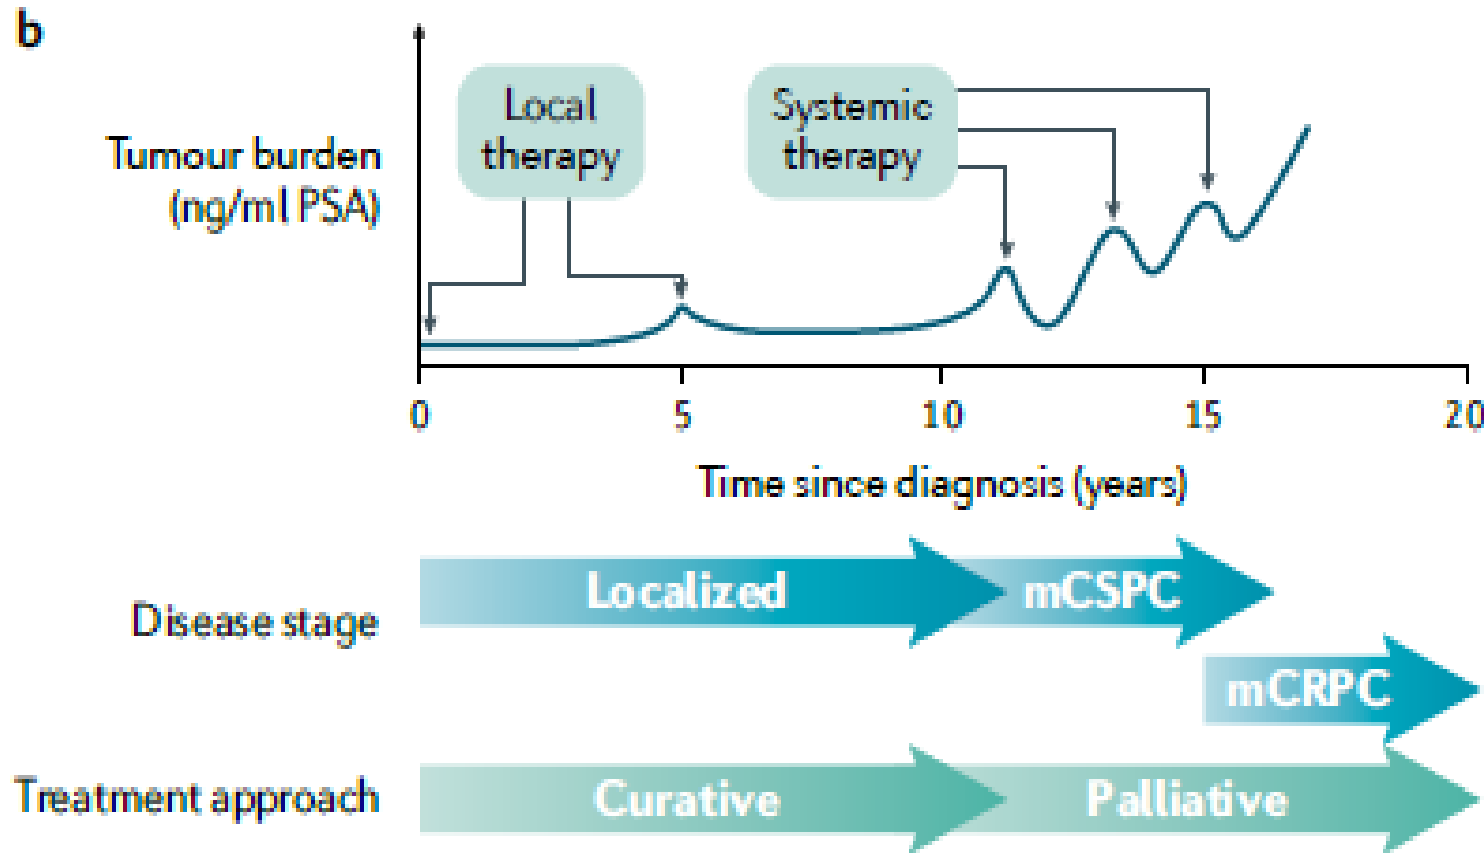 b
Local
therapy
Systemic
therapy
Tumour burden
(ng/ml PSA)
0
5
10
15
20
Time since diagnosis (years)
Disease stage
Localized
mCSPC
mCRPC
Treatment approach
Curative
Palliative